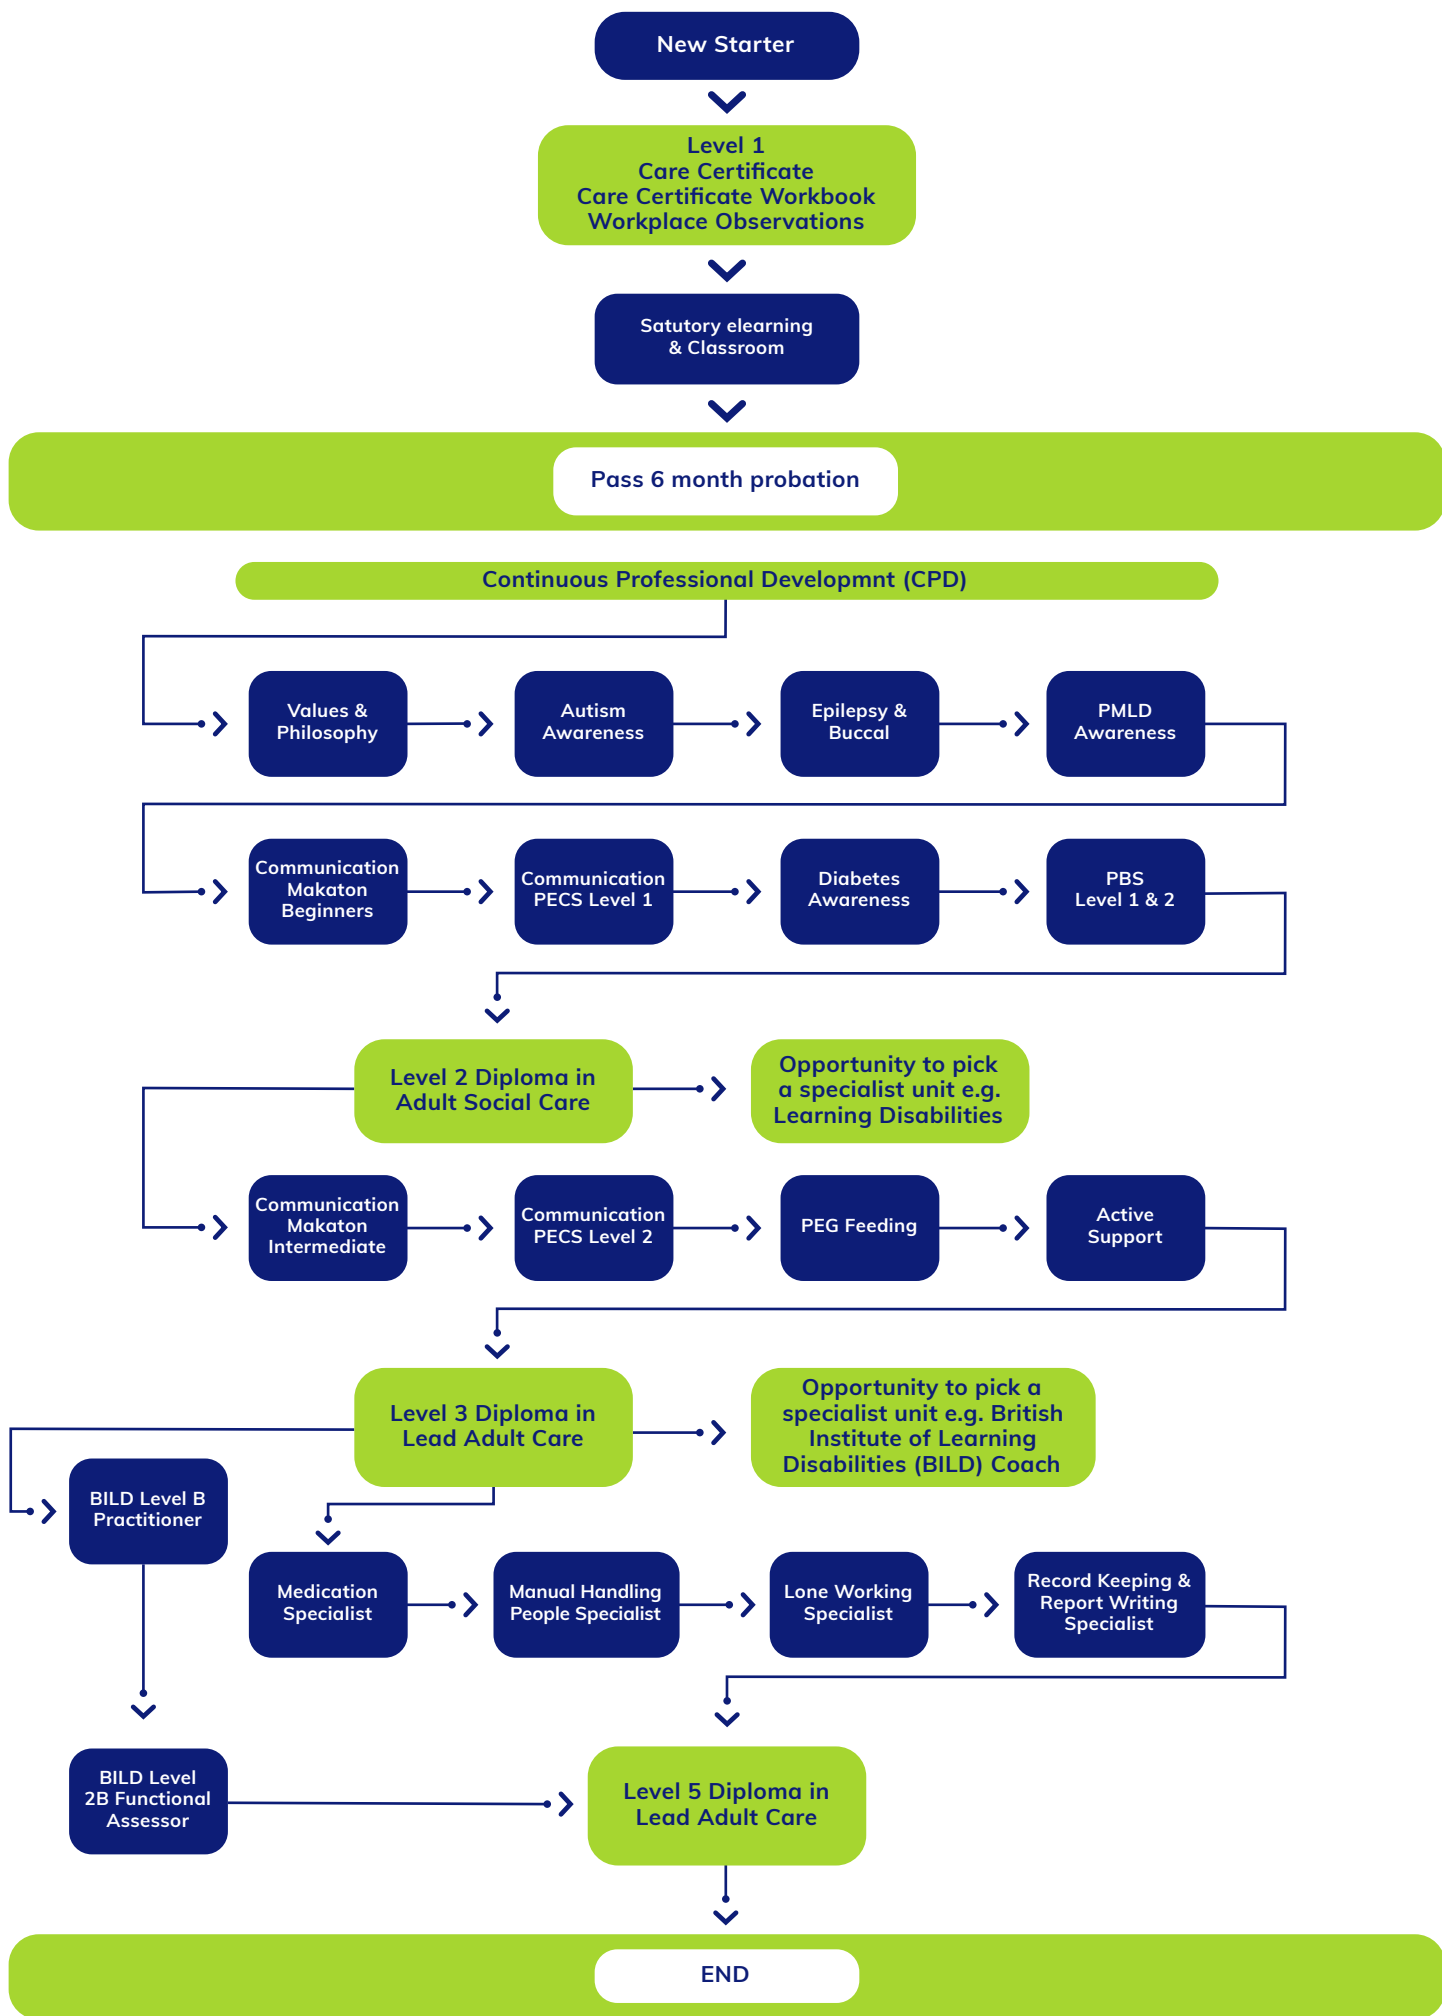 New Starter
Level 1
Care Certificate
Care Certificate Workbook
Workplace Observations
Satutory elearning
& Classroom
Pass 6 month probation
Continuous Professional Developmnt (CPD)
Values &
Philosophy
Autism
Awareness
Epilepsy &
Buccal
PMLD
Awareness
Communication
Makaton
Beginners
Communication
PECS Level 1
Diabetes
Awareness
PBS
Level 1 & 2
Level 2 Diploma in
Adult Social Care
Opportunity to pick
a specialist unit e.g.
Learning Disabilities
Communication
Makaton
Intermediate
Communication
PECS Level 2
PEG Feeding
Active
Support
Level 3 Diploma in
Lead Adult Care
Opportunity to pick a
specialist unit e.g. British
Institute of Learning
Disabilities (BILD) Coach
BILD Level B
Practitioner
Medication
Specialist
Manual Handling
People Specialist
Lone Working
Specialist
Record Keeping &
Report Writing
Specialist
BILD Level
2B Functional
Assessor
Level 5 Diploma in
Lead Adult Care
END